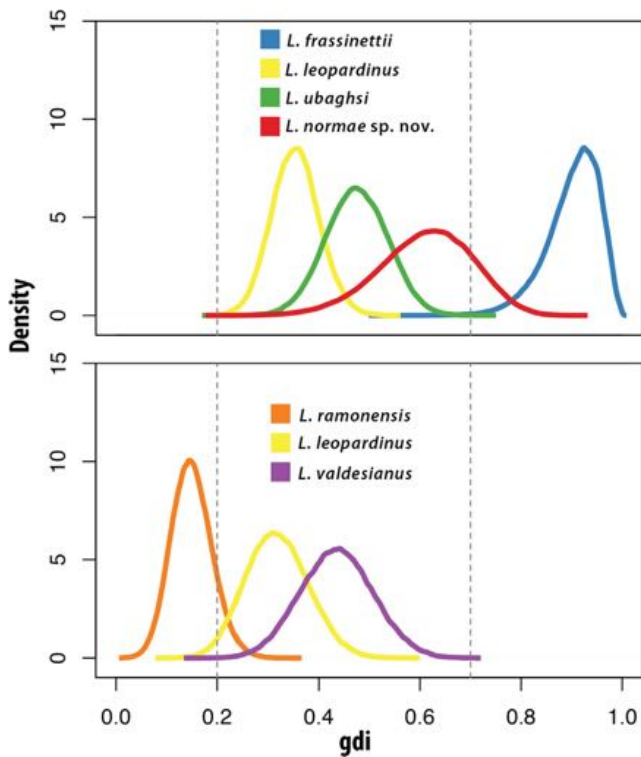 15
10
5
0
L. frassinettii
L. leopardinus
L. ubaghsi
L. normae sp. nov.
Density
15
10
5
0
L. ramonensis
L. leopardinus
L. valdesianus
0.0 0.2 0.4 0.6 0.8 1.0
gdi